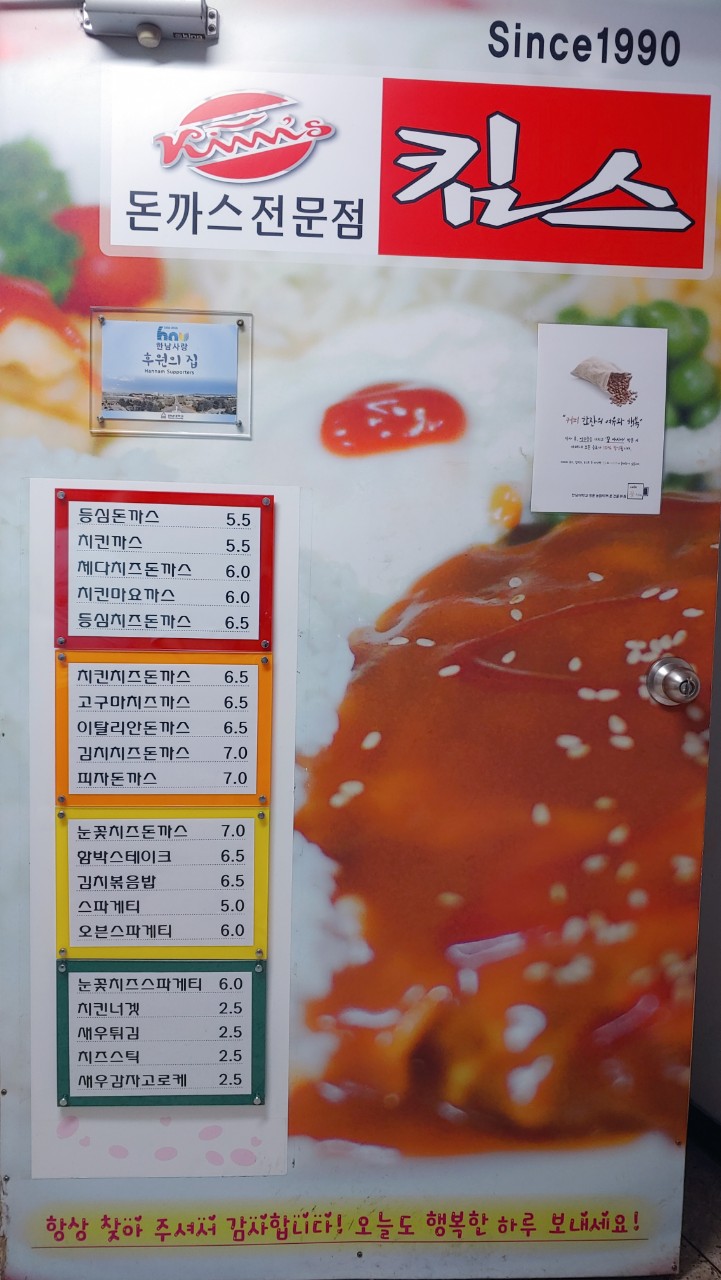 Since1990
Kim's
돈까스전문점
킴스
hnu
한남사랑
후원의 집
Hannam Supporters
등심돈까스 5.5
치킨까스 5.5
체다치즈돈까스 6.0
치킨마요까스 6.0
등심치즈돈까스 6.5
치킨치즈돈까스 6.5
고구마치즈까스 6.5
이탈리안돈까스 6.5
김치치즈돈까스 7.0
피자돈까스 7.0
눈꽃치즈돈까스 7.0
함박스테이크 6.5
김치볶음밥 6.5
스파게티 5.0
오븐스파게티 6.0
눈꽃치즈스파게티 6.0
치킨너겟 2.5
새우튀김 2.5
치즈스틱 2.5
새우감자고로케 2.5
항상 찾아 주셔서 감사합니다! 오늘도 행복한 하루 보내세요!